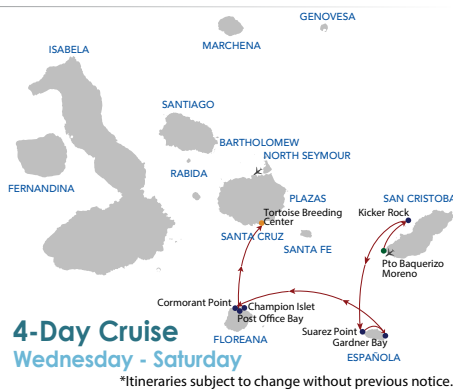 GENOVESA
MARCHENA
ISABELA
SANTIAGO
BARTHOLOMEW
NORTH SEYMOUR
RABIDA
FERNANDINA
PLAZAS
SAN CRISTOBA
Tortoise Breeding
Center
Kicker Rock
SANTA CRUZ
SANTA FE
Pto Baquerizo
Moreno
Cormorant Point
Champion Islet
Post Office Bay
FLOREANA
Suarez Point
Gardner Bay
ESPAÑOLA
4-Day Cruise
Wednesday - Saturday
*Itineraries subject to change without previous notice.